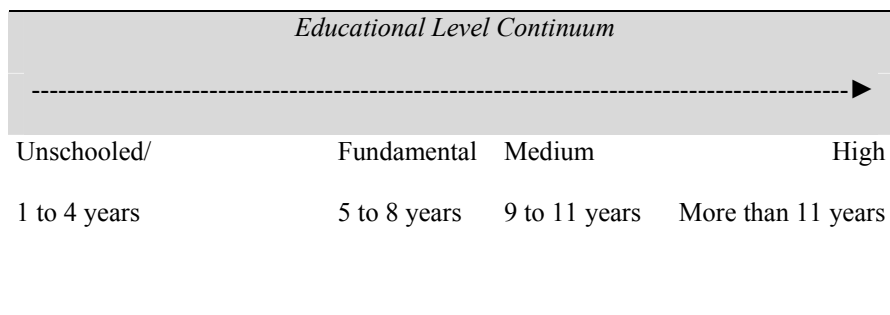 Educational Level Continuum
--------------------------------------------------------------------------------------------►
Unschooled/ Fundamental Medium High
1 to 4 years 5 to 8 years 9 to 11 years More than 11 years